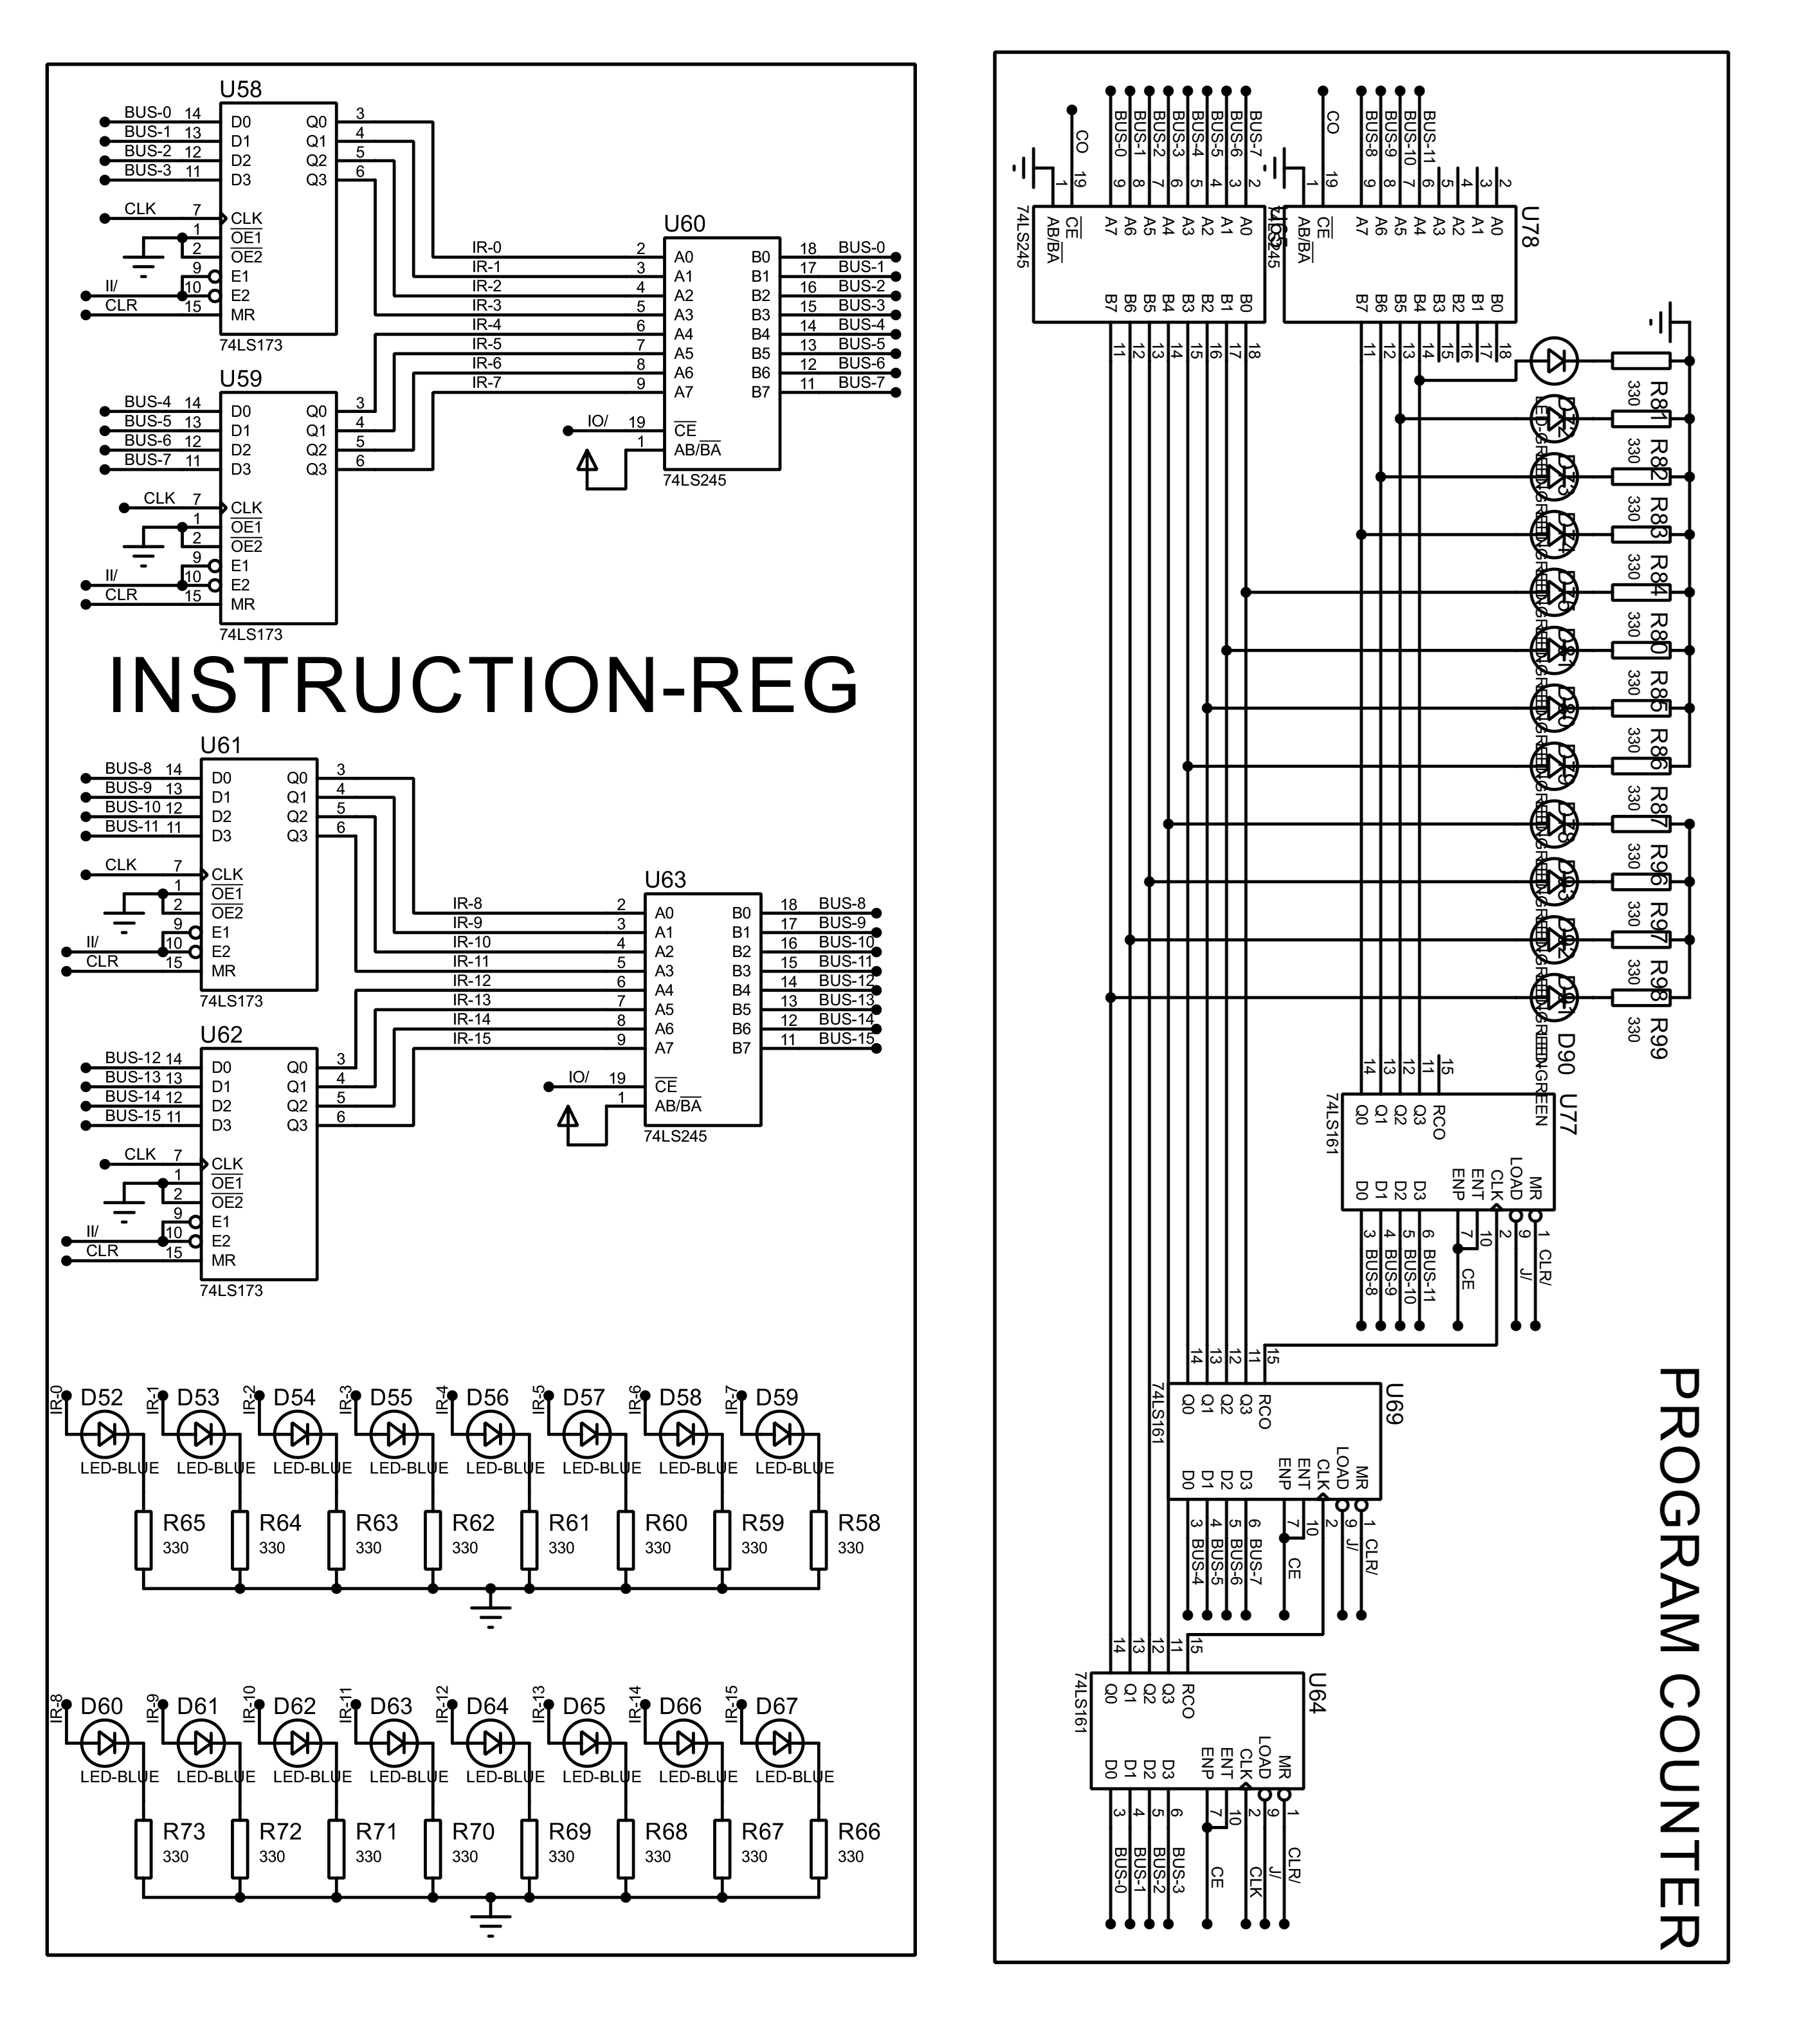 U58
BUS-0 14 D0 Q0 3
BUS-1 13 D1 Q1 4
BUS-2 12 D2 Q2 5
BUS-3 11 D3 Q3 6
CLK 7 CLK
1 OE1
2 OE2
9 E1
II/ 10 E2
CLR 15 MR
74LS173
U60
IR-0 2 A0 B0 18 BUS-0
IR-1 3 A1 B1 17 BUS-1
IR-2 4 A2 B2 16 BUS-2
IR-3 5 A3 B3 15 BUS-3
IR-4 6 A4 B4 14 BUS-4
IR-5 7 A5 B5 13 BUS-5
IR-6 8 A6 B6 12 BUS-6
IR-7 9 A7 B7 11 BUS-7
IO/ 19 CE
1 AB/BA
74LS245
U59
BUS-4 14 D0 Q0 3
BUS-5 13 D1 Q1 4
BUS-6 12 D2 Q2 5
BUS-7 11 D3 Q3 6
CLK 7 CLK
1 OE1
2 OE2
9 E1
II/ 10 E2
CLR 15 MR
74LS173
INSTRUCTION-REG
U61
BUS-8 14 D0 Q0 3
BUS-9 13 D1 Q1 4
BUS-10 12 D2 Q2 5
BUS-11 11 D3 Q3 6
CLK 7 CLK
1 OE1
2 OE2
9 E1
II/ 10 E2
CLR 15 MR
74LS173
U63
IR-8 2 A0 B0 18 BUS-8
IR-9 3 A1 B1 17 BUS-9
IR-10 4 A2 B2 16 BUS-10
IR-11 5 A3 B3 15 BUS-11
IR-12 6 A4 B4 14 BUS-12
IR-13 7 A5 B5 13 BUS-13
IR-14 8 A6 B6 12 BUS-14
IR-15 9 A7 B7 11 BUS-15
IO/ 19 CE
1 AB/BA
74LS245
U62
BUS-12 14 D0 Q0 3
BUS-13 13 D1 Q1 4
BUS-14 12 D2 Q2 5
BUS-15 11 D3 Q3 6
CLK 7 CLK
1 OE1
2 OE2
9 E1
II/ 10 E2
CLR 15 MR
74LS173
IR-0 D52 IR-1 D53 IR-2 D54 IR-3 D55 IR-4 D56 IR-5 D57 IR-6 D58 IR-7 D59
LED-BLUE LED-BLUE LED-BLUE LED-BLUE LED-BLUE LED-BLUE LED-BLUE LED-BLUE
R65 R64 R63 R62 R61 R60 R59 R58
330 330 330 330 330 330 330 330
IR-8 D60 IR-9 D61 IR-10 D62 IR-11 D63 IR-12 D64 IR-13 D65 IR-14 D66 IR-15 D67
LED-BLUE LED-BLUE LED-BLUE LED-BLUE LED-BLUE LED-BLUE LED-BLUE LED-BLUE
R73 R72 R71 R70 R69 R68 R67 R66
330 330 330 330 330 330 330 330
PROGRAM COUNTER
U78
2 A0 B0 18
3 A1 B1 17
4 A2 B2 16
5 A3 B3 15
BUS-11 6 A4 B4 14
BUS-10 7 A5 B5 13
BUS-9 8 A6 B6 12
BUS-8 9 A7 B7 11
CO 19 CE
1 AB/BA
74LS245
BUS-7 2 A0 B0 18
BUS-6 3 A1 B1 17
BUS-5 4 A2 B2 16
BUS-4 5 A3 B3 15
BUS-3 6 A4 B4 14
BUS-2 7 A5 B5 13
BUS-1 8 A6 B6 12
BUS-0 9 A7 B7 11
CO 19 CE
1 AB/BA
74LS245
R81 330
R82 330
R83 330
R84 330
R80 330
R85 330
R86 330
R87 330
R96 330
R97 330
R98 330
R99 330
D90
U77
15 RCO MR 1 CLR/
LOAD 9 J/
CLK 2
ENT 10
ENP 7 CE
11 Q3 D3 6 BUS-11
12 Q2 D2 5 BUS-10
13 Q1 D1 4 BUS-9
14 Q0 D0 3 BUS-8
74LS161
U69
15 RCO MR 1 CLR/
LOAD 9 J/
CLK 2
ENT 10
ENP 7 CE
11 Q3 D3 6 BUS-7
12 Q2 D2 5 BUS-6
13 Q1 D1 4 BUS-5
14 Q0 D0 3 BUS-4
74LS161
U64
15 RCO MR 1 CLR/
LOAD 9 J/
CLK 2 CLK
ENT 10
ENP 7 CE
11 Q3 D3 6 BUS-3
12 Q2 D2 5 BUS-2
13 Q1 D1 4 BUS-1
14 Q0 D0 3 BUS-0
74LS161